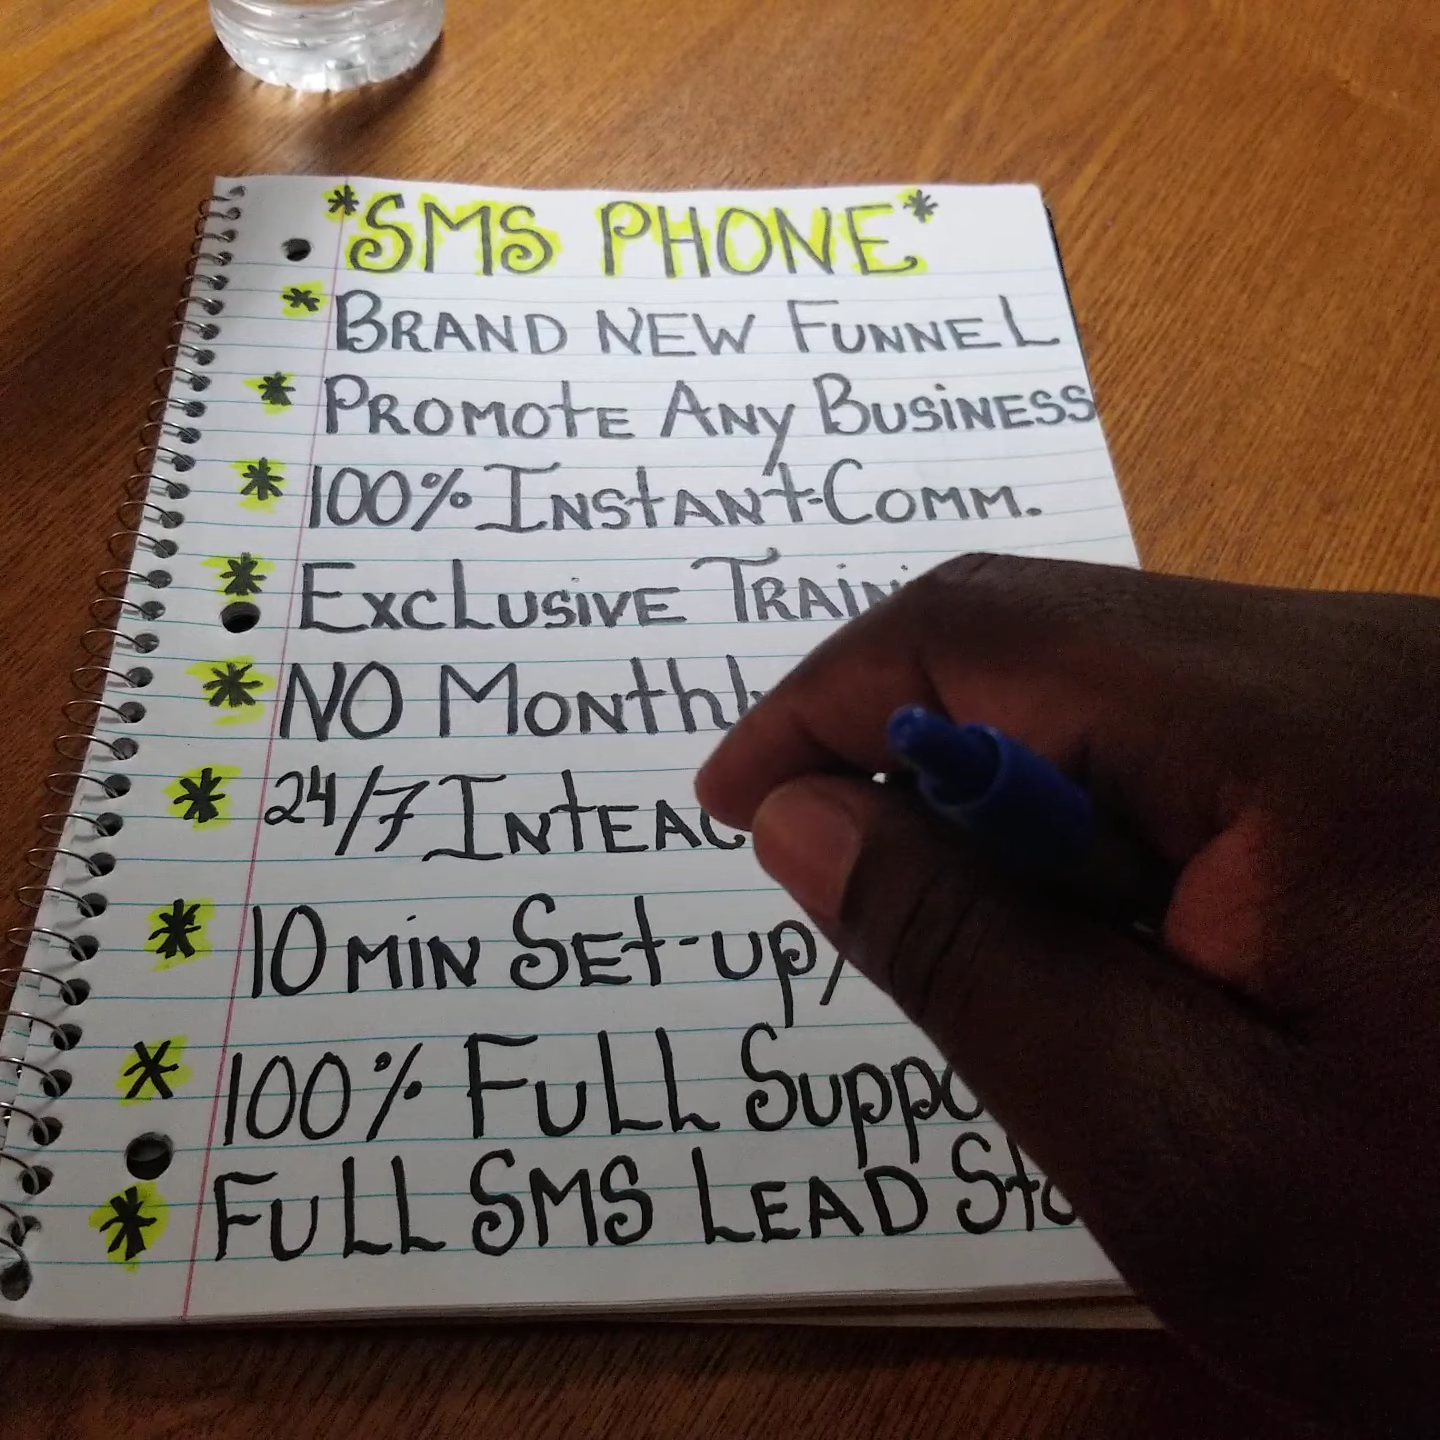 *SMS PHONE*
* BRAND NEW FUNNEL
* PROMOTE ANY BUSINESS
* 100% INSTANT-COMM.
* EXCLUSIVE
* NO
* 24/7
* 10 MIN SET-UP/
* 100% FULL
* FULL SMS LEAD